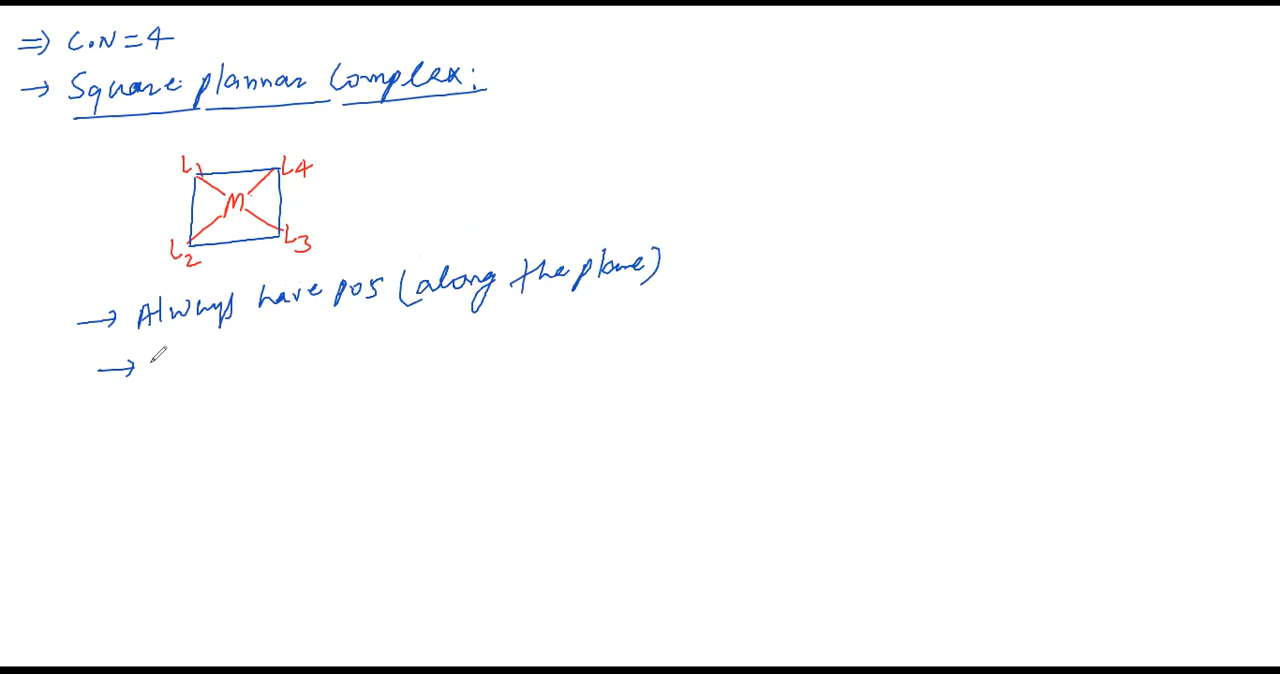 ⇒ C.N = 4
→ Square plannar Complex:
L1 L4
M
L2 L3
→ Always have pos (along the plane)
→